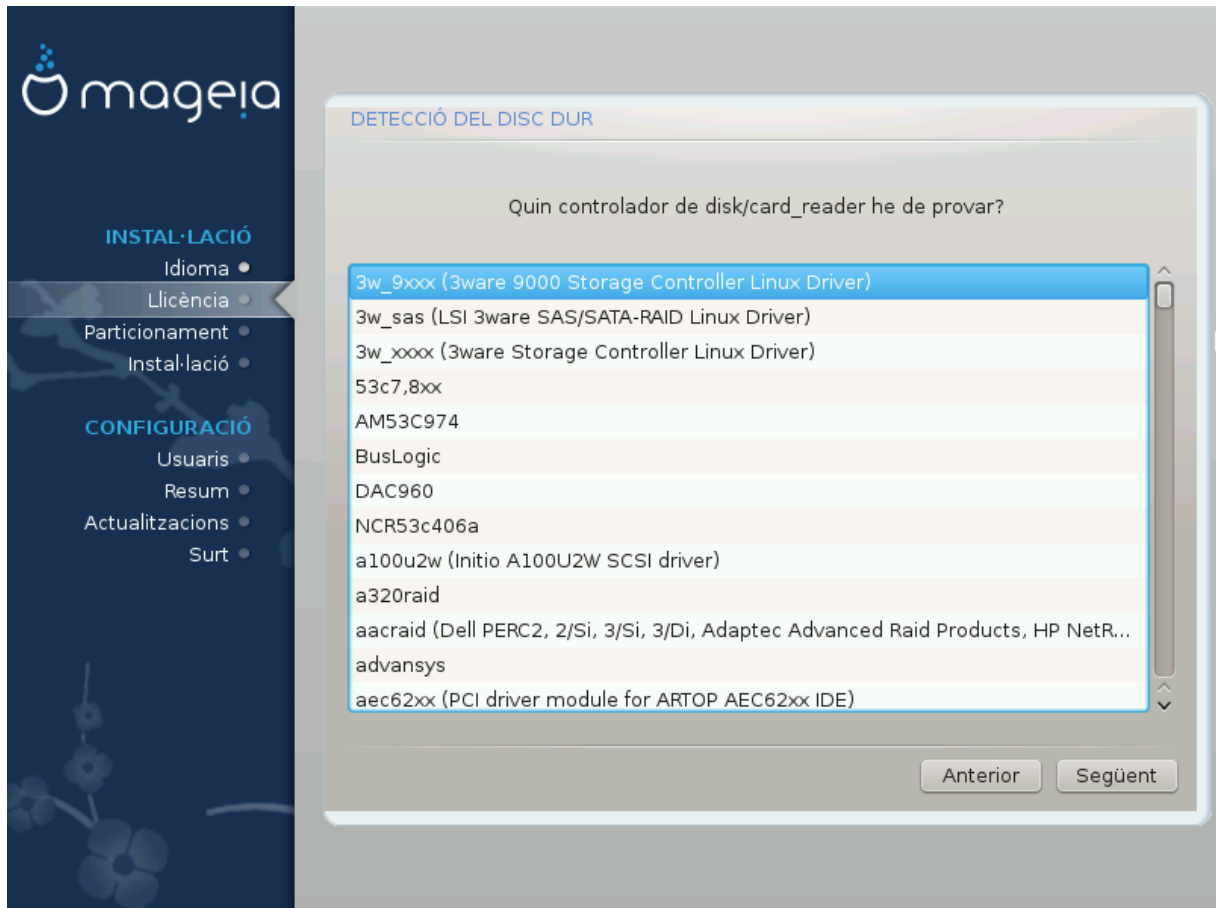 mageia
INSTAL·LACIÓ
Idioma
Llicència
Particionament
Instal·lació
CONFIGURACIÓ
Usuaris
Resum
Actualitzacions
Surt
DETECCIÓ DEL DISC DUR
Quin controlador de disk/card_reader he de provar?
3w_9xxx (3ware 9000 Storage Controller Linux Driver)
3w_sas (LSI 3ware SAS/SATA-RAID Linux Driver)
3w_xxxx (3ware Storage Controller Linux Driver)
53c7,8xx
AM53C974
BusLogic
DAC960
NCR53c406a
a100u2w (Initio A100U2W SCSI driver)
a320raid
aacraid (Dell PERC2, 2/Si, 3/Si, 3/Di, Adaptec Advanced Raid Products, HP NetR...
advansys
aec62xx (PCI driver module for ARTOP AEC62xx IDE)
Anterior
Següent